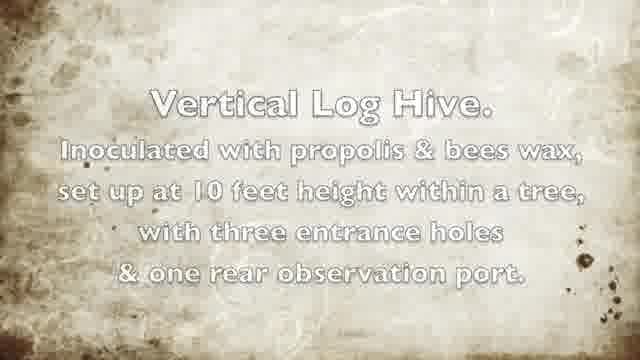 Vertical Log Hive.
Inoculated with propolis & bees wax,
set up at 10 feet height within a tree,
with three entrance holes
& one rear observation port.